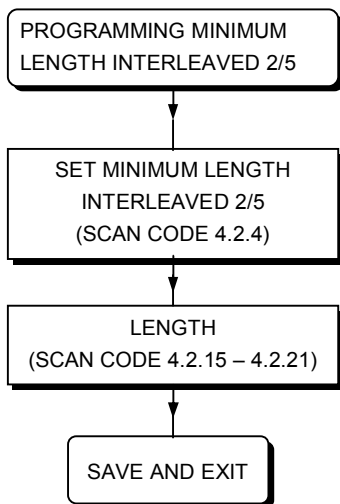 PROGRAMMING MINIMUM
LENGTH INTERLEAVED 2/5
SET MINIMUM LENGTH
INTERLEAVED 2/5
(SCAN CODE 4.2.4)
LENGTH
(SCAN CODE 4.2.15 – 4.2.21)
SAVE AND EXIT